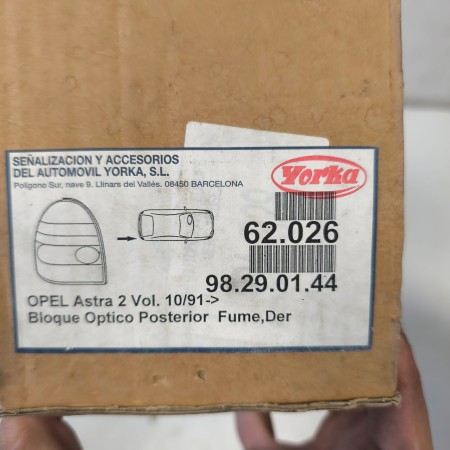 SEÑALIZACION Y ACCESORIOS
DEL AUTOMOVIL YORKA, S.L.
Polígono Sur, nave 9. Llinars del Vallés. 08450 BARCELONA
Yorka
62.026
98.29.01.44
OPEL Astra 2 Vol. 10/91->
Bloque Optico Posterior Fume,Der